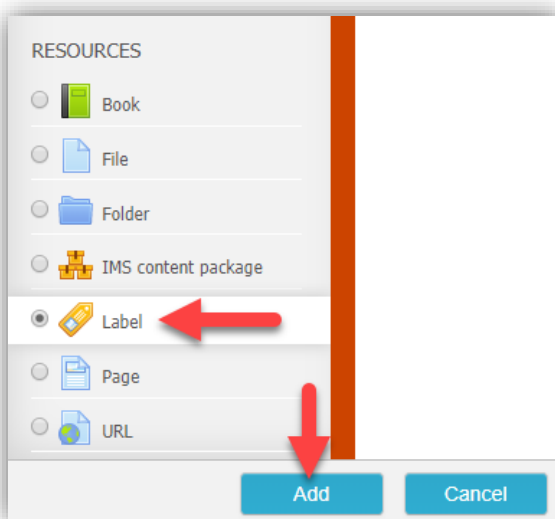 RESOURCES
Book
File
Folder
IMS content package
Label
Page
URL
Add Cancel